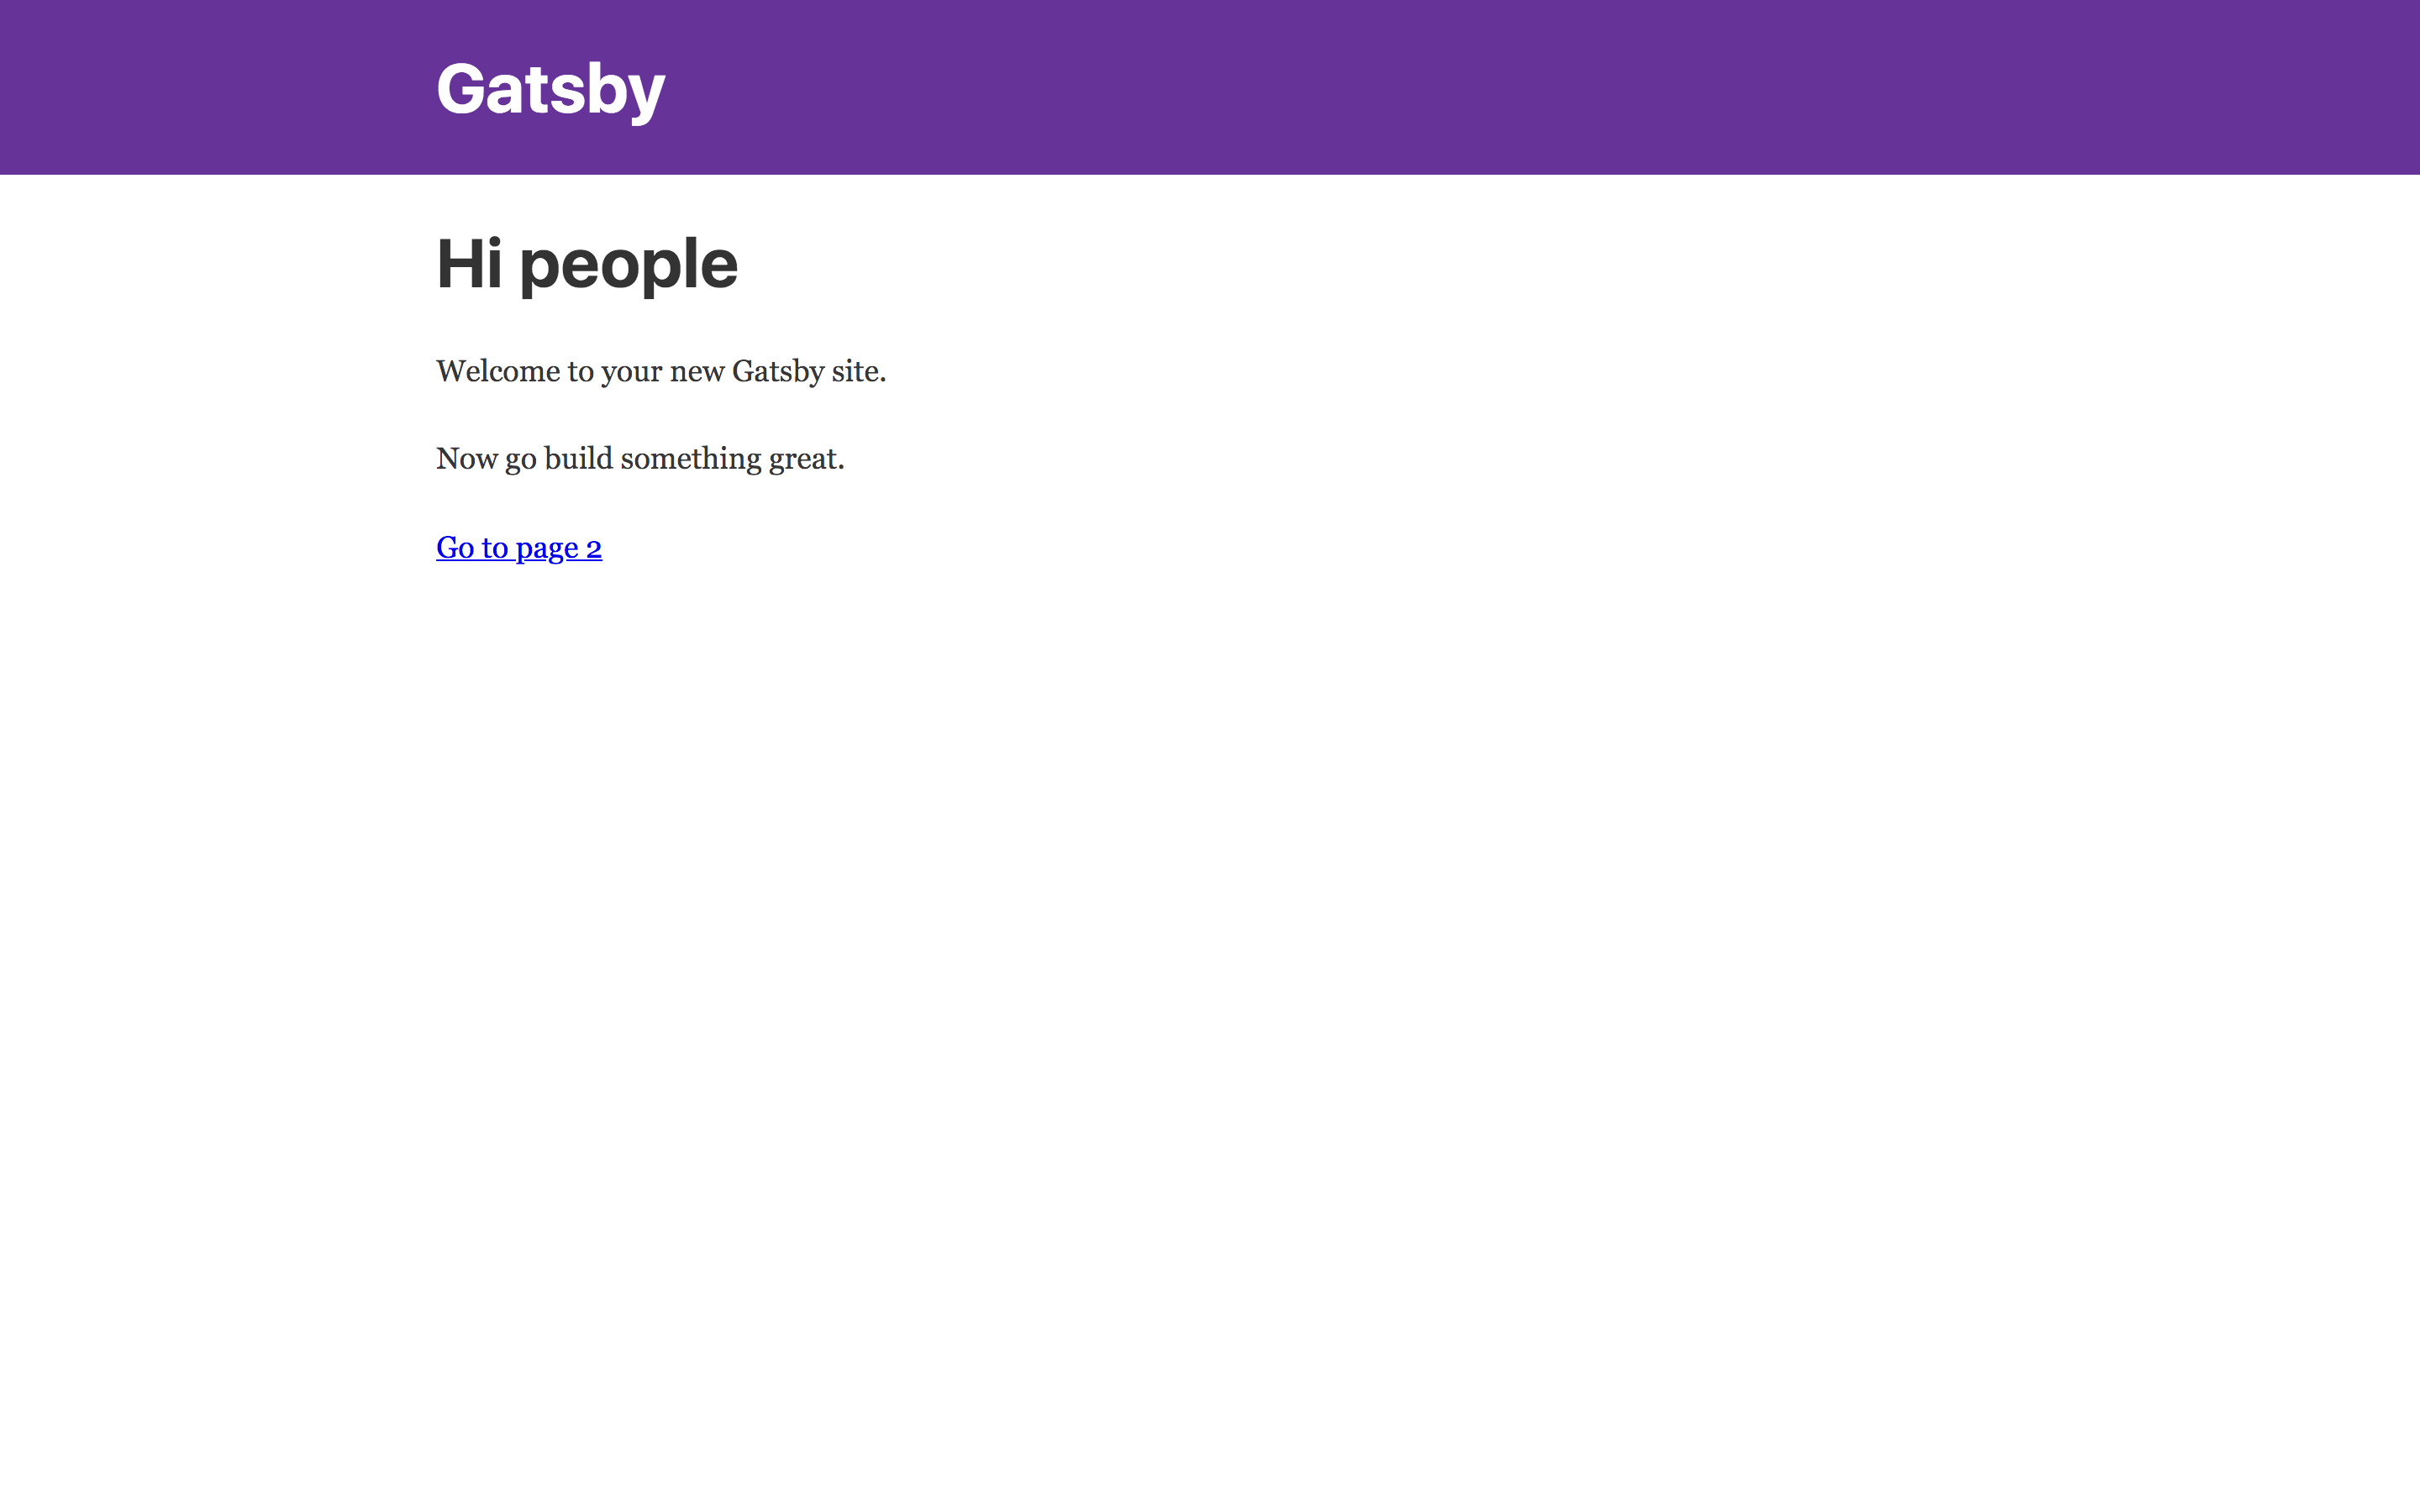 Gatsby
Hi people
Welcome to your new Gatsby site.
Now go build something great.
Go to page 2